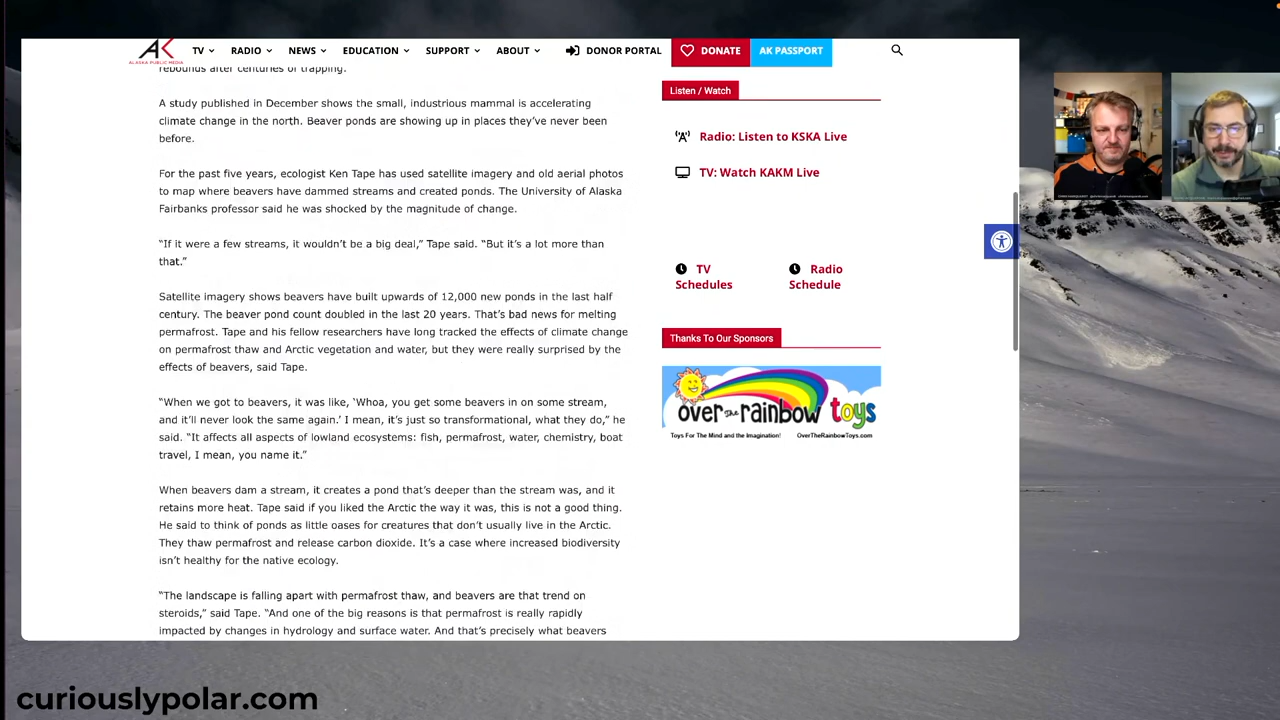 AK
ALASKA PUBLIC MEDIA
TV RADIO NEWS EDUCATION SUPPORT ABOUT DONOR PORTAL DONATE AK PASSPORT
rebounds after centuries of trapping.
A study published in December shows the small, industrious mammal is accelerating
climate change in the north. Beaver ponds are showing up in places they’ve never been
before.
For the past five years, ecologist Ken Tape has used satellite imagery and old aerial photos
to map where beavers have dammed streams and created ponds. The University of Alaska
Fairbanks professor said he was shocked by the magnitude of change.
“If it were a few streams, it wouldn’t be a big deal,” Tape said. “But it’s a lot more than
that.”
Satellite imagery shows beavers have built upwards of 12,000 new ponds in the last half
century. The beaver pond count doubled in the last 20 years. That’s bad news for melting
permafrost. Tape and his fellow researchers have long tracked the effects of climate change
on permafrost thaw and Arctic vegetation and water, but they were really surprised by the
effects of beavers, said Tape.
“When we got to beavers, it was like, ‘Whoa, you get some beavers in on some stream,
and it’ll never look the same again.’ I mean, it’s just so transformational, what they do,” he
said. “It affects all aspects of lowland ecosystems: fish, permafrost, water, chemistry, boat
travel, I mean, you name it.”
When beavers dam a stream, it creates a pond that’s deeper than the stream was, and it
retains more heat. Tape said if you liked the Arctic the way it was, this is not a good thing.
He said to think of ponds as little oases for creatures that don’t usually live in the Arctic.
They thaw permafrost and release carbon dioxide. It’s a case where increased biodiversity
isn’t healthy for the native ecology.
“The landscape is falling apart with permafrost thaw, and beavers are that trend on
steroids,” said Tape. “And one of the big reasons is that permafrost is really rapidly
impacted by changes in hydrology and surface water. And that’s precisely what beavers
Listen / Watch
Radio: Listen to KSKA Live
TV: Watch KAKM Live
TV
Schedules
Radio
Schedule
Thanks To Our Sponsors
over The rainbow toys
Toys For The Mind and the Imagination! OverTheRainbowToys.com
curiouslypolar.com